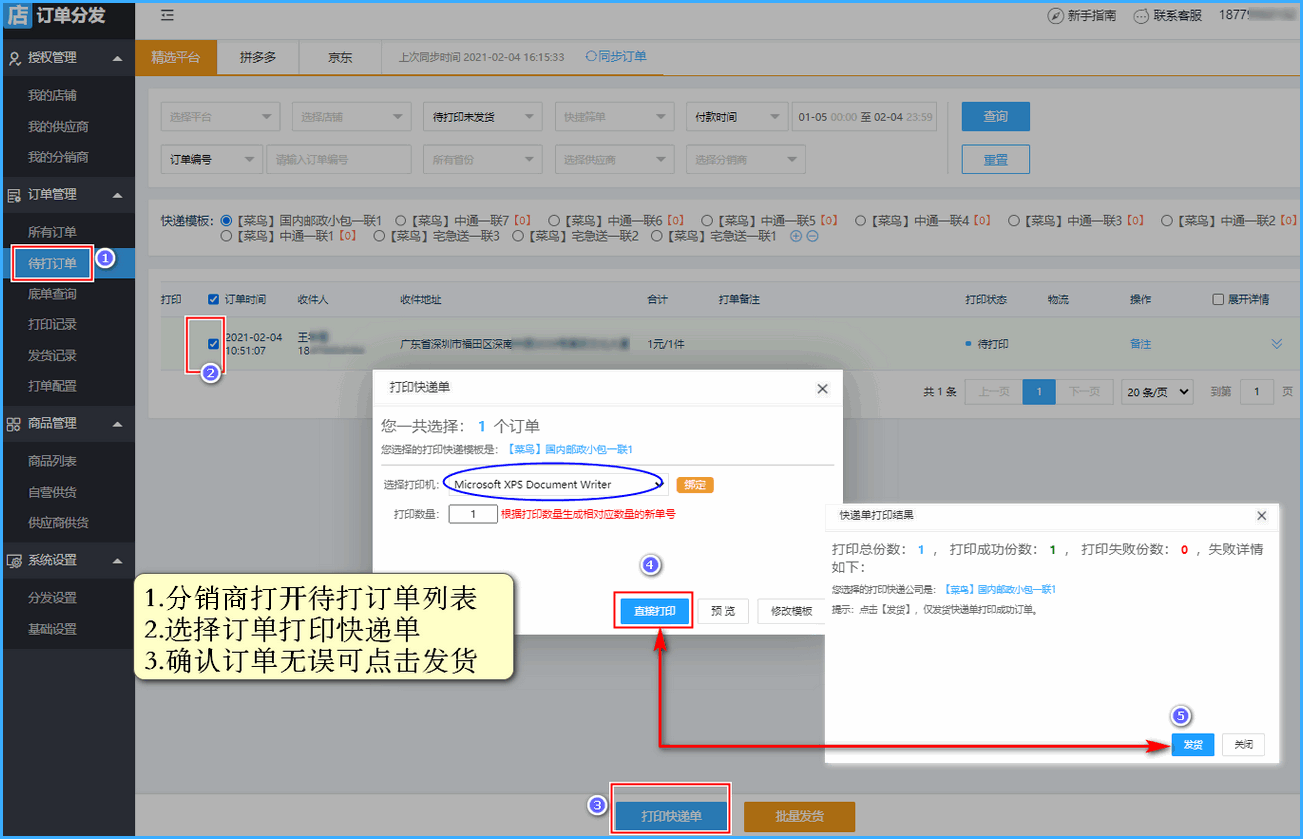 店 订单分发
新手指南 联系客服 1877
授权管理
我的店铺
我的供应商
我的分销商
订单管理
所有订单
待打订单 1
底单查询
打印记录
发货记录
打单配置
商品管理
商品列表
自营供货
供应商供货
系统设置
分发设置
基础设置
精选平台 拼多多 京东 上次同步时间 2021-02-04 16:15:33 同步订单
选择平台 选择店铺 待打印未发货 快捷筛单 付款时间 01-05 00:00 至 02-04 23:59 查询
订单编号 请输入订单编号 所有省份 选择供应商 选择分销商 重置
快递模板: 【菜鸟】国内邮政小包一联1 【菜鸟】中通一联7【0】 【菜鸟】中通一联6【0】 【菜鸟】中通一联5【0】 【菜鸟】中通一联4【0】 【菜鸟】中通一联3【0】 【菜鸟】中通一联2【0】
【菜鸟】中通一联1【0】 【菜鸟】宅急送一联3 【菜鸟】宅急送一联2 【菜鸟】宅急送一联1
打印 订单时间 收件人 收件地址 合计 打单备注 打印状态 物流 操作 展开详情
2021-02-04 王
10:51:07 18
广东省深圳市福田区深南 1元/1件 待打印 备注
2
共 1 条 上一页 1 下一页 20 条/页 到第 1 页
打印快递单
您一共选择: 1 个订单
您选择的打印快递模板是: 【菜鸟】国内邮政小包一联1
选择打印机: Microsoft XPS Document Writer 绑定
打印数量: 1 根据打印数量生成相对应数量的新单号
4
直接打印 预览 修改模板
快递单打印结果
打印总份数: 1 , 打印成功份数: 1 , 打印失败份数: 0 , 失败详情
如下:
您选择的打印快递公司是: 【菜鸟】国内邮政小包一联1
提示: 点击【发货】, 仅发货快递单打印成功订单。
5
发货 关闭
1.分销商打开待打订单列表
2.选择订单打印快递单
3.确认订单无误可点击发货
3 打印快递单 批量发货